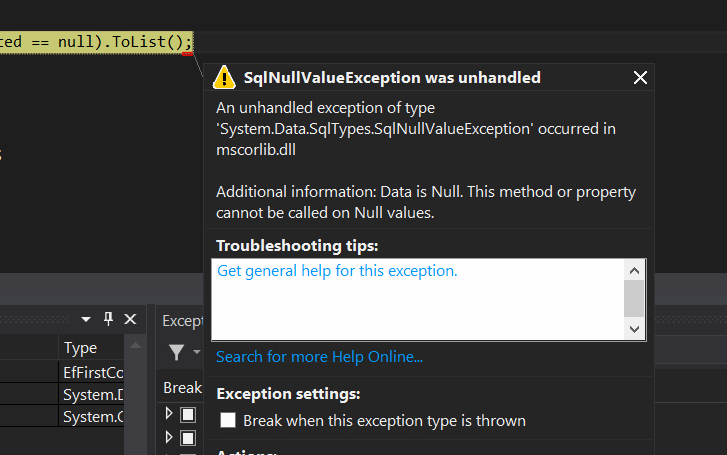 ted == null).ToList();
SqlNullValueException was unhandled
An unhandled exception of type
'System.Data.SqlTypes.SqlNullValueException' occurred in
mscorlib.dll
Additional information: Data is Null. This method or property
cannot be called on Null values.
Troubleshooting tips:
Get general help for this exception.
Search for more Help Online...
Exception settings:
Break when this exception type is thrown
Type
EfFirstCo
System.D
System.C
Except
Break